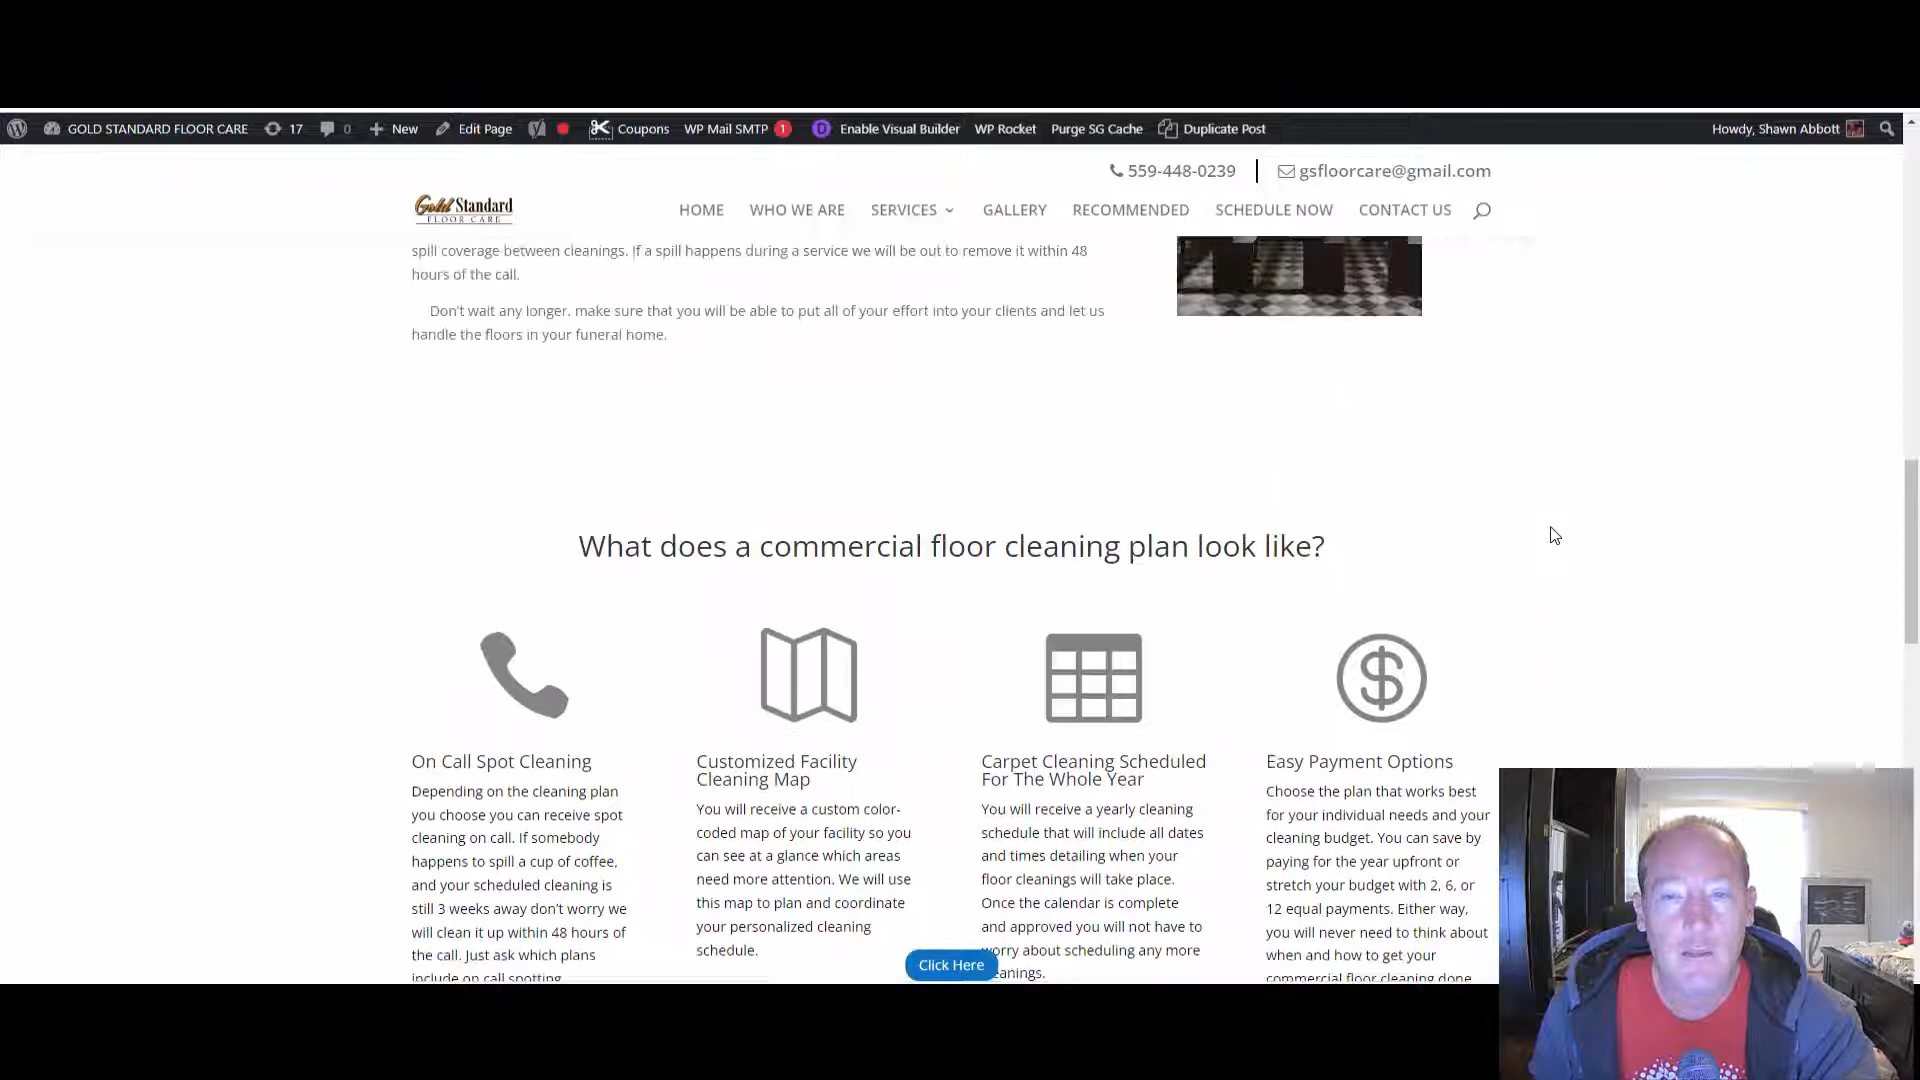 GOLD STANDARD FLOOR CARE 17 0 New Edit Page Coupons WP Mail SMTP 1 Enable Visual Builder WP Rocket Purge SG Cache Duplicate Post Howdy, Shawn Abbott
559-448-0239 gsfloorcare@gmail.com
Gold Standard
FLOOR CARE
HOME WHO WE ARE SERVICES GALLERY RECOMMENDED SCHEDULE NOW CONTACT US
spill coverage between cleanings. If a spill happens during a service we will be out to remove it within 48
hours of the call.
Don't wait any longer. make sure that you will be able to put all of your effort into your clients and let us
handle the floors in your funeral home.
What does a commercial floor cleaning plan look like?
On Call Spot Cleaning
Depending on the cleaning plan
you choose you can receive spot
cleaning on call. If somebody
happens to spill a cup of coffee,
and your scheduled cleaning is
still 3 weeks away don't worry we
will clean it up within 48 hours of
the call. Just ask which plans
include on call spotting
Customized Facility
Cleaning Map
You will receive a custom color-
coded map of your facility so you
can see at a glance which areas
need more attention. We will use
this map to plan and coordinate
your personalized cleaning
schedule.
Carpet Cleaning Scheduled
For The Whole Year
You will receive a yearly cleaning
schedule that will include all dates
and times detailing when your
floor cleanings will take place.
Once the calendar is complete
and approved you will not have to
worry about scheduling any more
eanings.
Easy Payment Options
Choose the plan that works best
for your individual needs and your
cleaning budget. You can save by
paying for the year upfront or
stretch your budget with 2, 6, or
12 equal payments. Either way,
you will never need to think about
when and how to get your
commercial floor cleaning done
Click Here